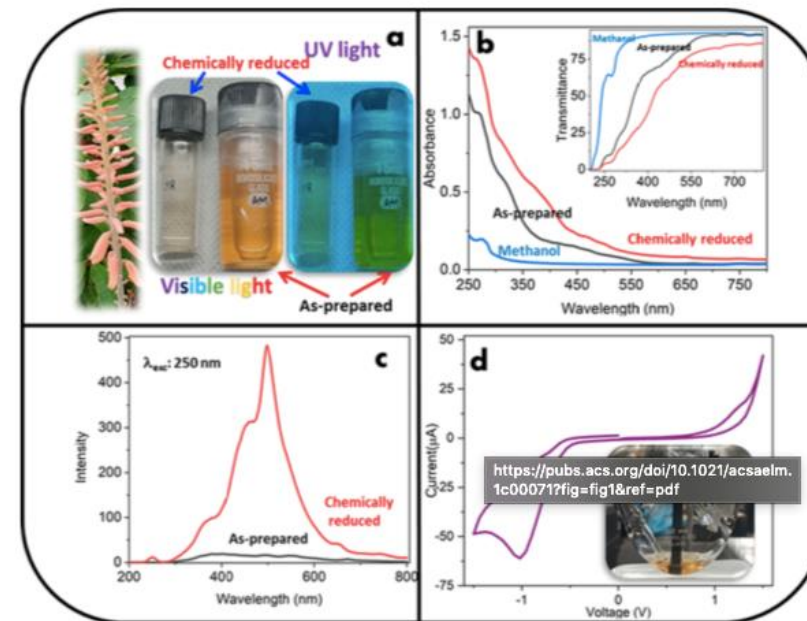 a
Chemically reduced
UV light
Visible light
As-prepared
b
Absorbance
1.5
1.0
0.5
0.0
As-prepared
Methanol
Chemically reduced
250 350 450 550 650 750
Wavelength (nm)
Transmittance
75
50
25
0
Methanol
As-prepared
Chemically reduced
250 400 550 700
Wavelength (nm)
c
λexc: 250 nm
Intensity
500
400
300
200
100
0
Chemically
reduced
As-prepared
200 400 600 800
Wavelength (nm)
d
Current(µA)
50
25
0
-25
-50
-75
https://pubs.acs.org/doi/10.1021/acsaelm.
1c00071?fig=fig1&ref=pdf
-1 0 1
Voltage (V)